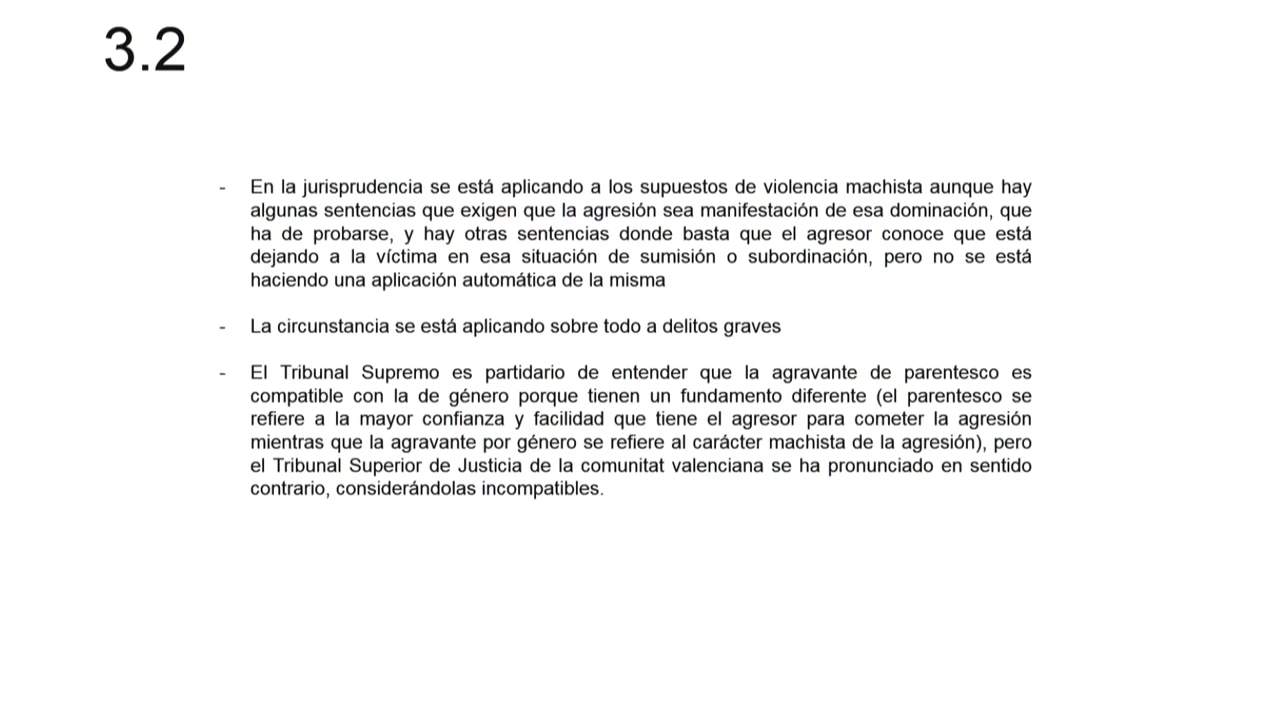 3.2
- En la jurisprudencia se está aplicando a los supuestos de violencia machista aunque hay
algunas sentencias que exigen que la agresión sea manifestación de esa dominación, que
ha de probarse, y hay otras sentencias donde basta que el agresor conoce que está
dejando a la víctima en esa situación de sumisión o subordinación, pero no se está
haciendo una aplicación automática de la misma
- La circunstancia se está aplicando sobre todo a delitos graves
- El Tribunal Supremo es partidario de entender que la agravante de parentesco es
compatible con la de género porque tienen un fundamento diferente (el parentesco se
refiere a la mayor confianza y facilidad que tiene el agresor para cometer la agresión
mientras que la agravante por género se refiere al carácter machista de la agresión), pero
el Tribunal Superior de Justicia de la comunitat valenciana se ha pronunciado en sentido
contrario, considerándolas incompatibles.